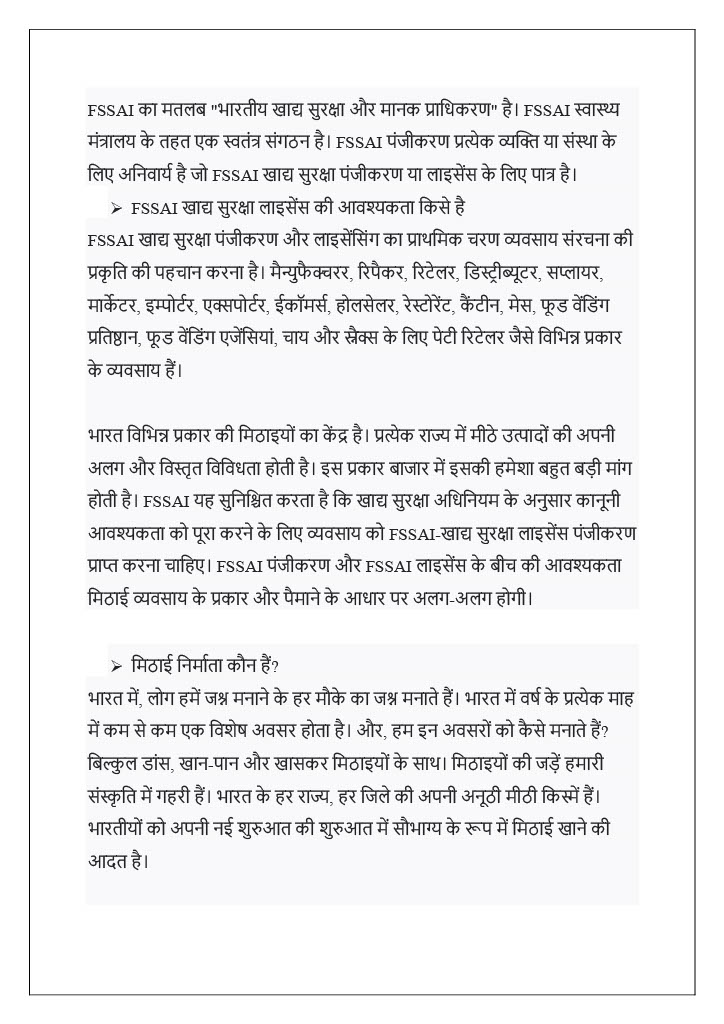 FSSAI का मतलब "भारतीय खाद्य सुरक्षा और मानक प्राधिकरण" है। FSSAI स्वास्थ्य
मंत्रालय के तहत एक स्वतंत्र संगठन है। FSSAI पंजीकरण प्रत्येक व्यक्ति या संस्था के
लिए अनिवार्य है जो FSSAI खाद्य सुरक्षा पंजीकरण या लाइसेंस के लिए पात्र है।
➢ FSSAI खाद्य सुरक्षा लाइसेंस की आवश्यकता किसे है
FSSAI खाद्य सुरक्षा पंजीकरण और लाइसेंसिंग का प्राथमिक चरण व्यवसाय संरचना की
प्रकृति की पहचान करना है। मैन्युफैक्चरर, रिपैकर, रिटेलर, डिस्ट्रीब्यूटर, सप्लायर,
मार्केटर, इम्पोर्टर, एक्सपोर्टर, ईकॉमर्स, होलसेलर, रेस्टोरेंट, कैंटीन, मेस, फूड वेंडिंग
प्रतिष्ठान, फूड वेंडिंग एजेंसियां, चाय और स्नैक्स के लिए पेटी रिटेलर जैसे विभिन्न प्रकार
के व्यवसाय हैं।
भारत विभिन्न प्रकार की मिठाइयों का केंद्र है। प्रत्येक राज्य में मीठे उत्पादों की अपनी
अलग और विस्तृत विविधता होती है। इस प्रकार बाजार में इसकी हमेशा बहुत बड़ी मांग
होती है। FSSAI यह सुनिश्चित करता है कि खाद्य सुरक्षा अधिनियम के अनुसार कानूनी
आवश्यकता को पूरा करने के लिए व्यवसाय को FSSAI-खाद्य सुरक्षा लाइसेंस पंजीकरण
प्राप्त करना चाहिए। FSSAI पंजीकरण और FSSAI लाइसेंस के बीच की आवश्यकता
मिठाई व्यवसाय के प्रकार और पैमाने के आधार पर अलग-अलग होगी।
➢ मिठाई निर्माता कौन हैं?
भारत में, लोग हमें जश्न मनाने के हर मौके का जश्न मनाते हैं। भारत में वर्ष के प्रत्येक माह
में कम से कम एक विशेष अवसर होता है। और, हम इन अवसरों को कैसे मनाते हैं?
बिल्कुल डांस, खान-पान और खासकर मिठाइयों के साथ। मिठाइयों की जड़ें हमारी
संस्कृति में गहरी हैं। भारत के हर राज्य, हर जिले की अपनी अनूठी मीठी किस्में हैं।
भारतीयों को अपनी नई शुरुआत की शुरुआत में सौभाग्य के रूप में मिठाई खाने की
आदत है।